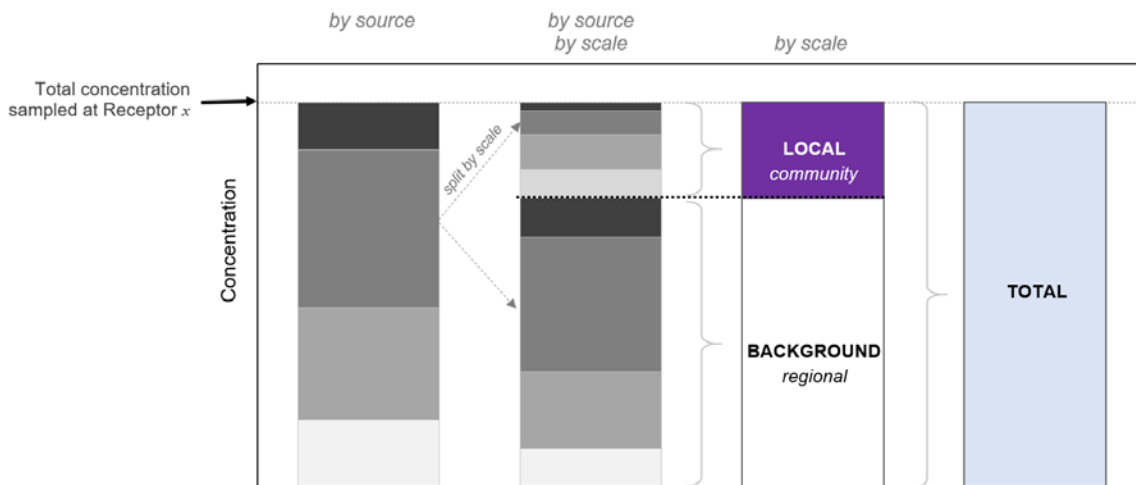 by source
by source
by scale
by scale
Total concentration
sampled at Receptor x
split by scale
LOCAL
community
Concentration
TOTAL
BACKGROUND
regional